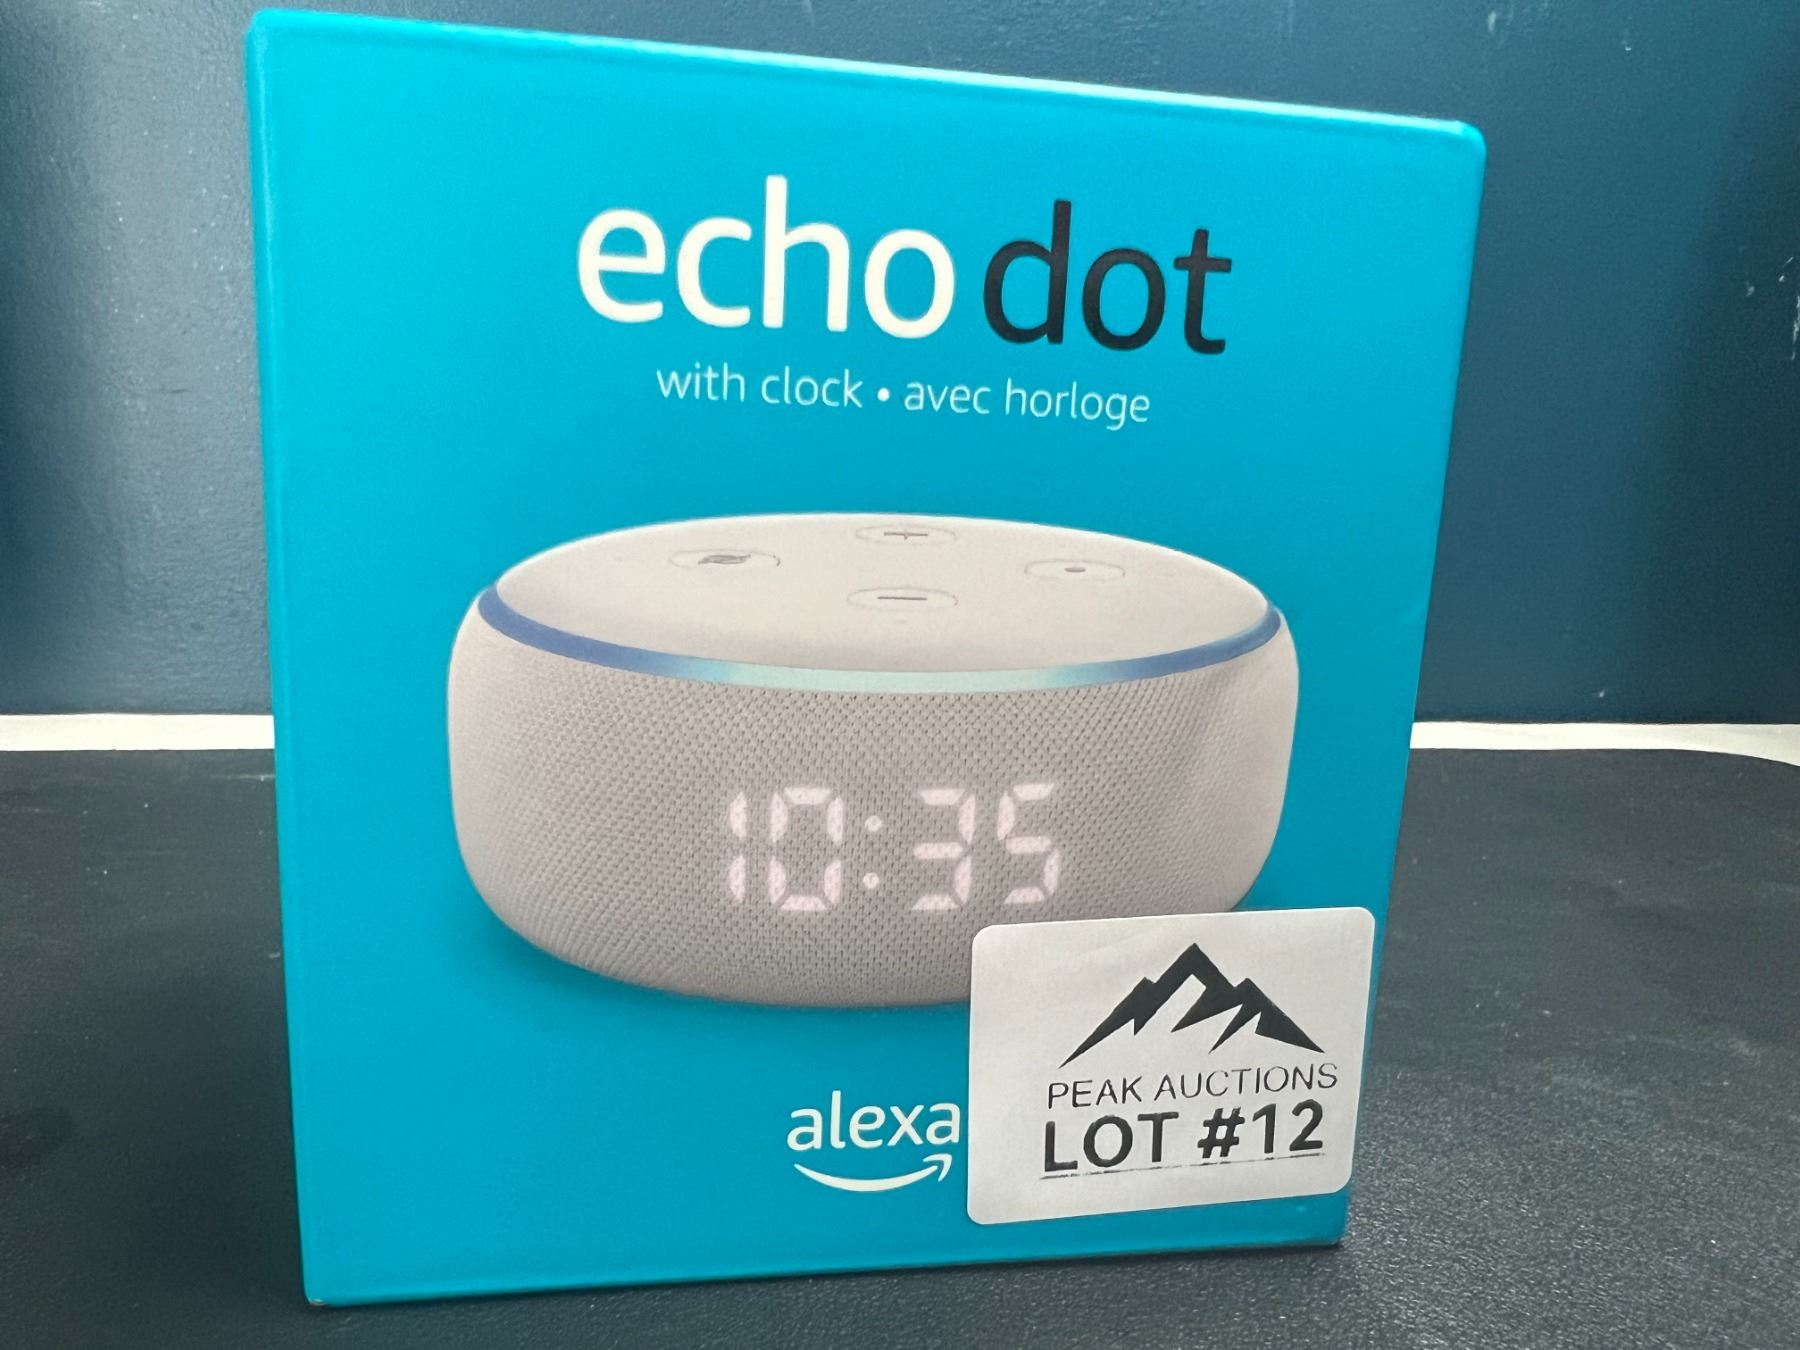 echo dot
with clock • avec horloge
10:35
alexa
PEAK AUCTIONS
LOT #12